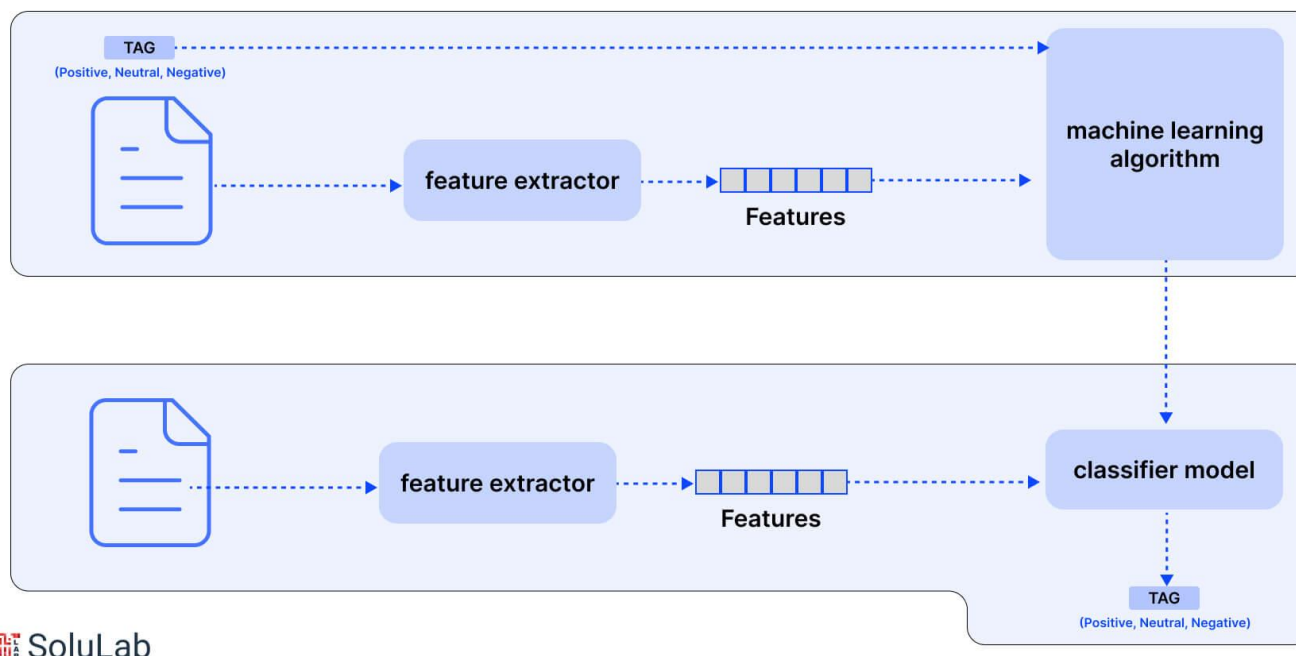 TAG
(Positive, Neutral, Negative)
machine learning
algorithm
feature extractor
Features
feature extractor
Features
classifier model
TAG
(Positive, Neutral, Negative)
SoluLab